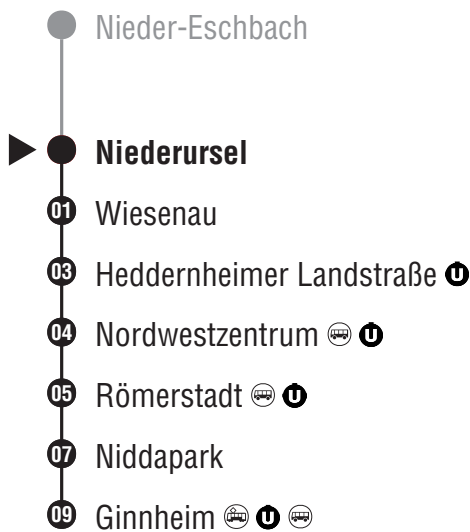 Nieder-Eschbach
Niederursel
01 Wiesenau
03 Heddernheimer Landstraße U
04 Nordwestzentrum U
05 Römerstadt U
07 Niddapark
09 Ginnheim U